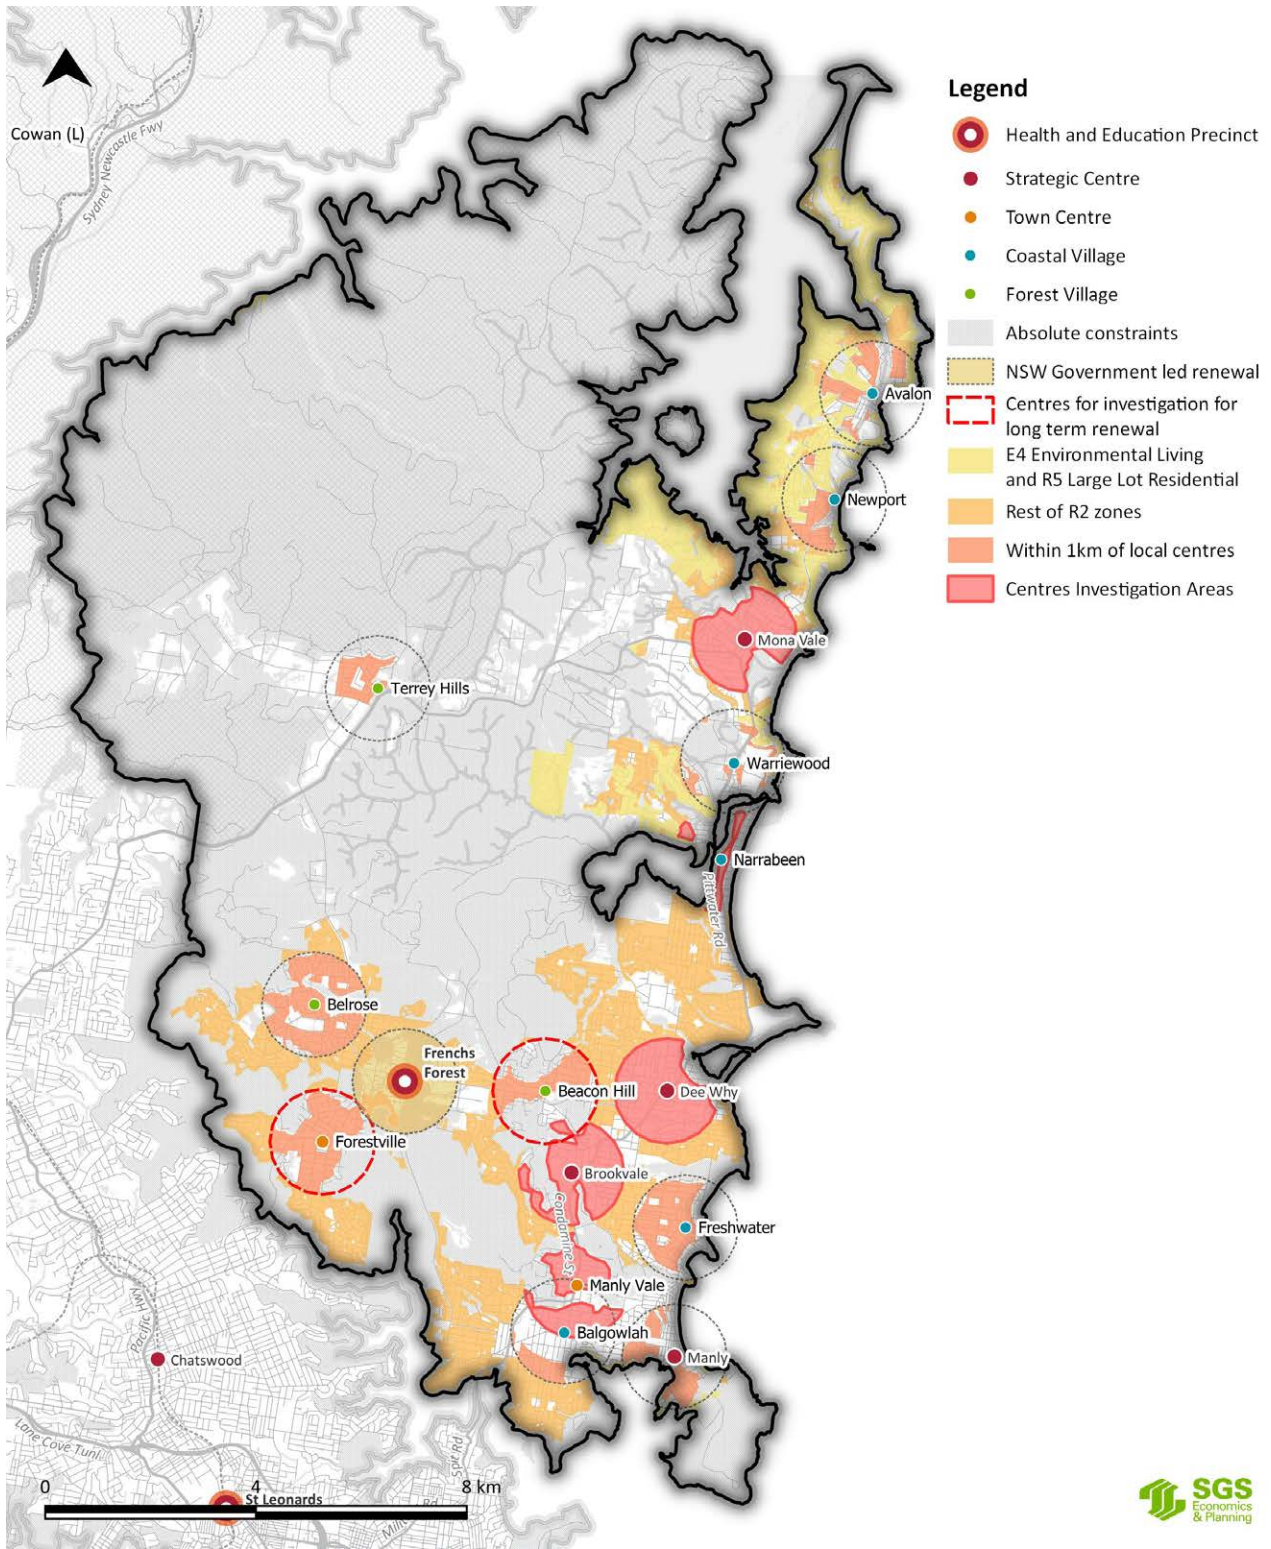 Legend
Health and Education Precinct
Strategic Centre
Town Centre
Coastal Village
Forest Village
Absolute constraints
NSW Government led renewal
Centres for investigation for
long term renewal
E4 Environmental Living
and R5 Large Lot Residential
Rest of R2 zones
Within 1km of local centres
Centres Investigation Areas
Cowan (L)
Sydney Newcastle Fwy
Avalon
Newport
Mona Vale
Terrey Hills
Warriewood
Narrabeen
Pittwater Rd
Belrose
Frenchs
Forest
Beacon Hill
Dee Why
Forestville
Brookvale
Condamine St
Freshwater
Manly Vale
Balgowlah
Manly
Pacific Hwy
Chatswood
Lane Cove Tunl
Spit Rd
0 4 8 km
St Leonards
Rd
SGS
Economics
& Planning